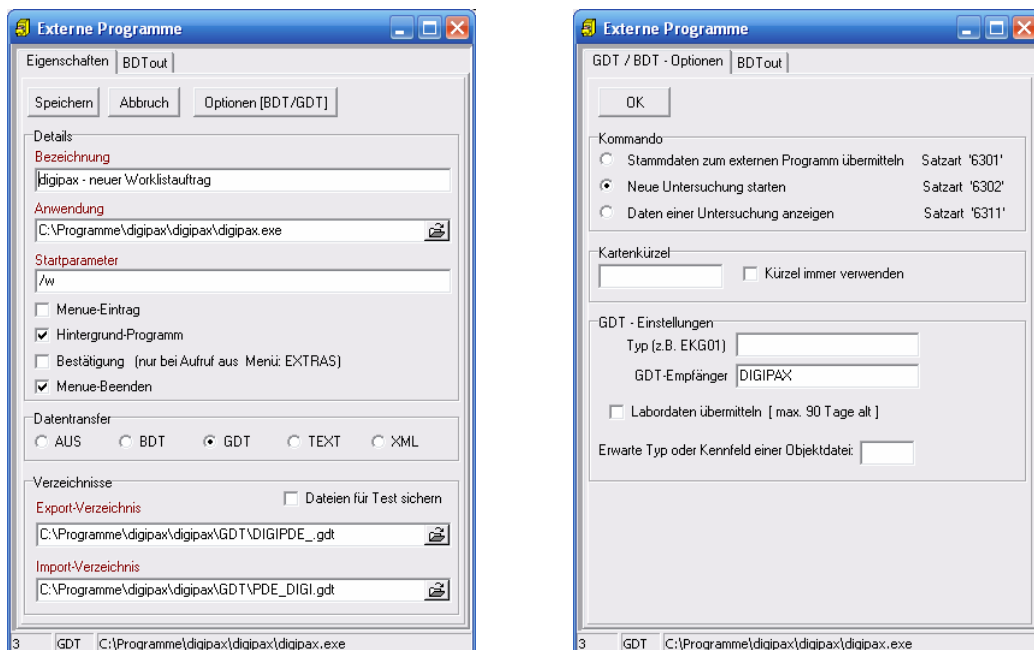 Externe Programme
Eigenschaften BDTout
Speichern Abbruch Optionen [BDT/GDT]
Details
Bezeichnung
digipax - neuer Worklistauftrag
Anwendung
C:\Programme\digipax\digipax\digipax.exe
Startparameter
/w
Menue-Eintrag
Hintergrund-Programm
Bestätigung (nur bei Aufruf aus Menü: EXTRAS)
Menue-Beenden
Datentransfer
AUS BDT GDT TEXT XML
Verzeichnisse
Dateien für Test sichern
Export-Verzeichnis
C:\Programme\digipax\digipax\GDT\DIGIPDE_.gdt
Import-Verzeichnis
C:\Programme\digipax\digipax\GDT\PDE_DIGI.gdt
3 GDT C:\Programme\digipax\digipax\digipax.exe
Externe Programme
GDT / BDT - Optionen BDTout
OK
Kommando
Stammdaten zum externen Programm übermitteln Satzart '6301'
Neue Untersuchung starten Satzart '6302'
Daten einer Untersuchung anzeigen Satzart '6311'
Kartenkürzel
Kürzel immer verwenden
GDT - Einstellungen
Typ (z.B. EKG01)
GDT-Empfänger DIGIPAX
Labordaten übermitteln [ max. 90 Tage alt ]
Erwarte Typ oder Kennfeld einer Objektdatei:
3 GDT C:\Programme\digipax\digipax\digipax.exe